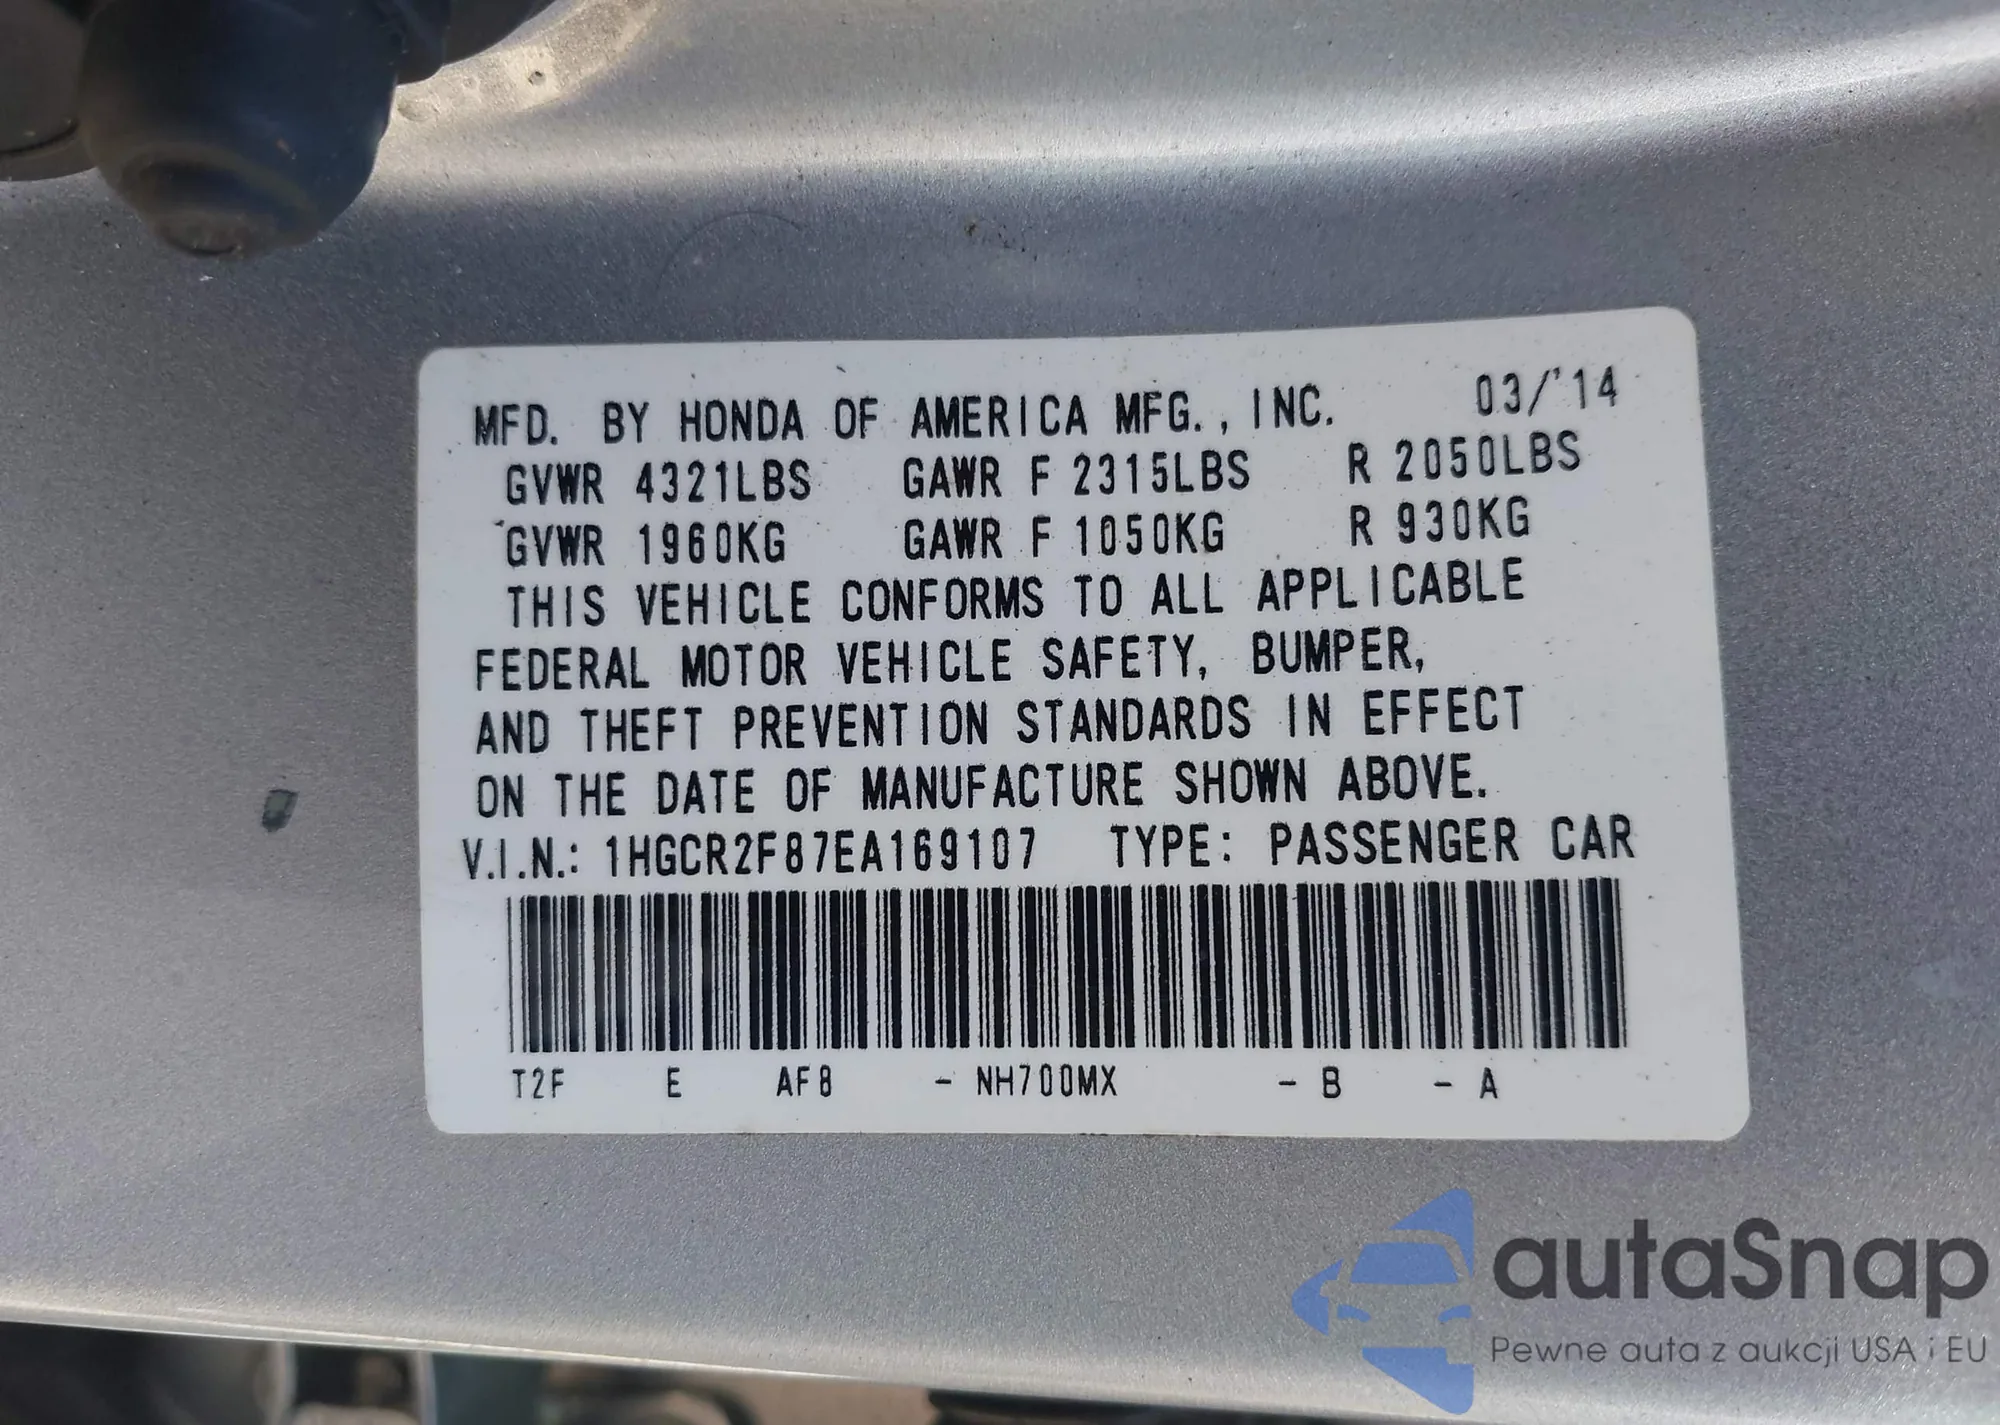 MFD. BY HONDA OF AMERICA MFG., INC. 03/'14
GVWR 4321LBS GAWR F 2315LBS R 2050LBS
GVWR 1960KG GAWR F 1050KG R 930KG
THIS VEHICLE CONFORMS TO ALL APPLICABLE
FEDERAL MOTOR VEHICLE SAFETY, BUMPER,
AND THEFT PREVENTION STANDARDS IN EFFECT
ON THE DATE OF MANUFACTURE SHOWN ABOVE.
V.I.N.: 1HGCR2F87EA169107 TYPE: PASSENGER CAR
T2F E AF8 - NH700MX - B - A
autaSnap
Pewne auta z aukcji USA i EU